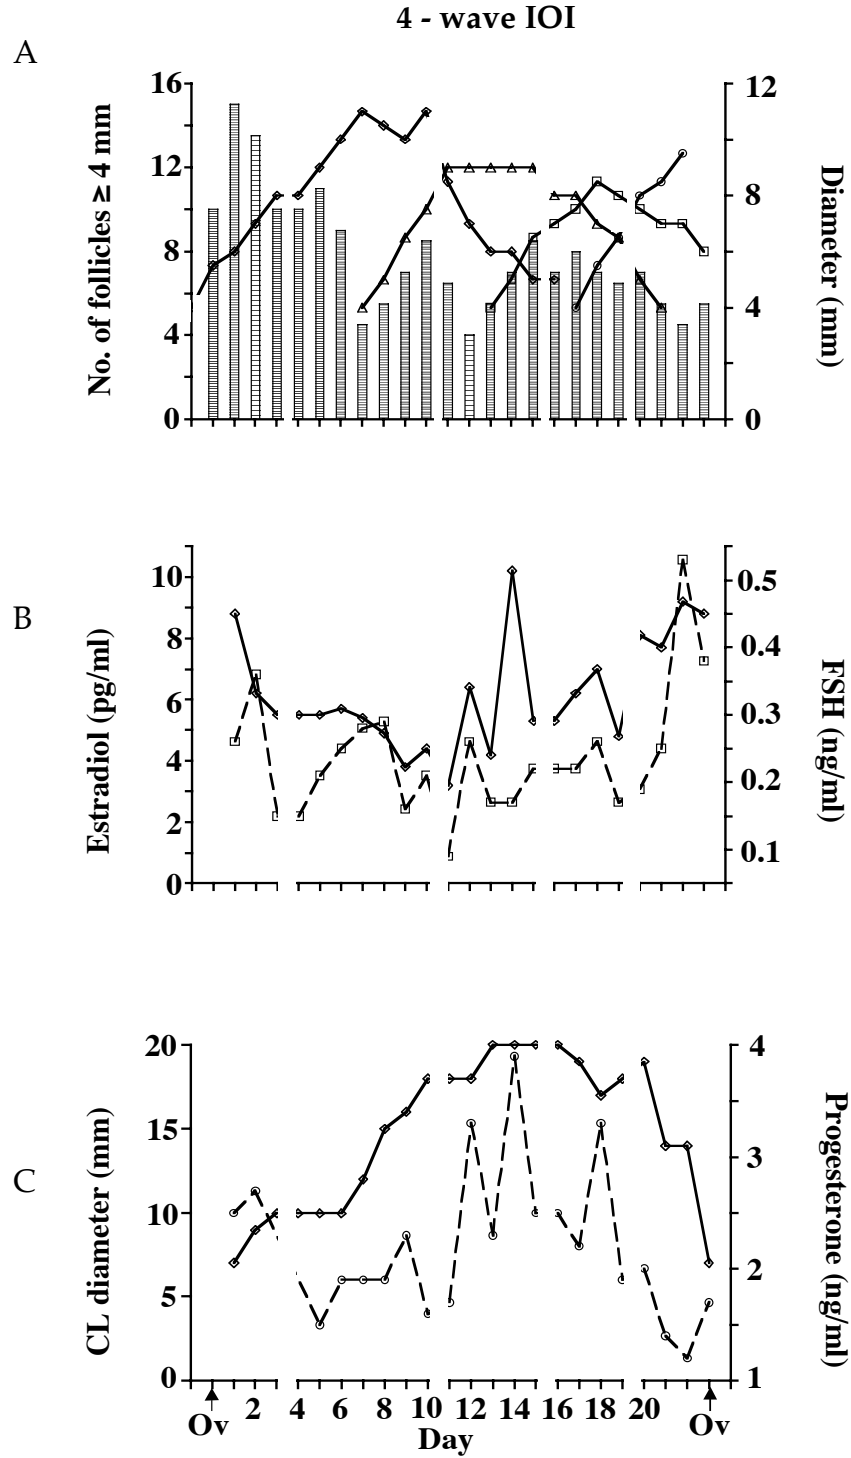 4 - wave IOI
A
16
12
8
4
0
No. of follicles ≥ 4 mm
12
8
4
0
Diameter (mm)
B
10
8
6
4
2
0
Estradiol (pg/ml)
0.5
0.4
0.3
0.2
0.1
FSH (ng/ml)
C
20
15
10
5
0
CL diameter (mm)
4
3
2
1
Progesterone (ng/ml)
Ov 2 4 6 8 10 12 14 16 18 20 Ov
Day